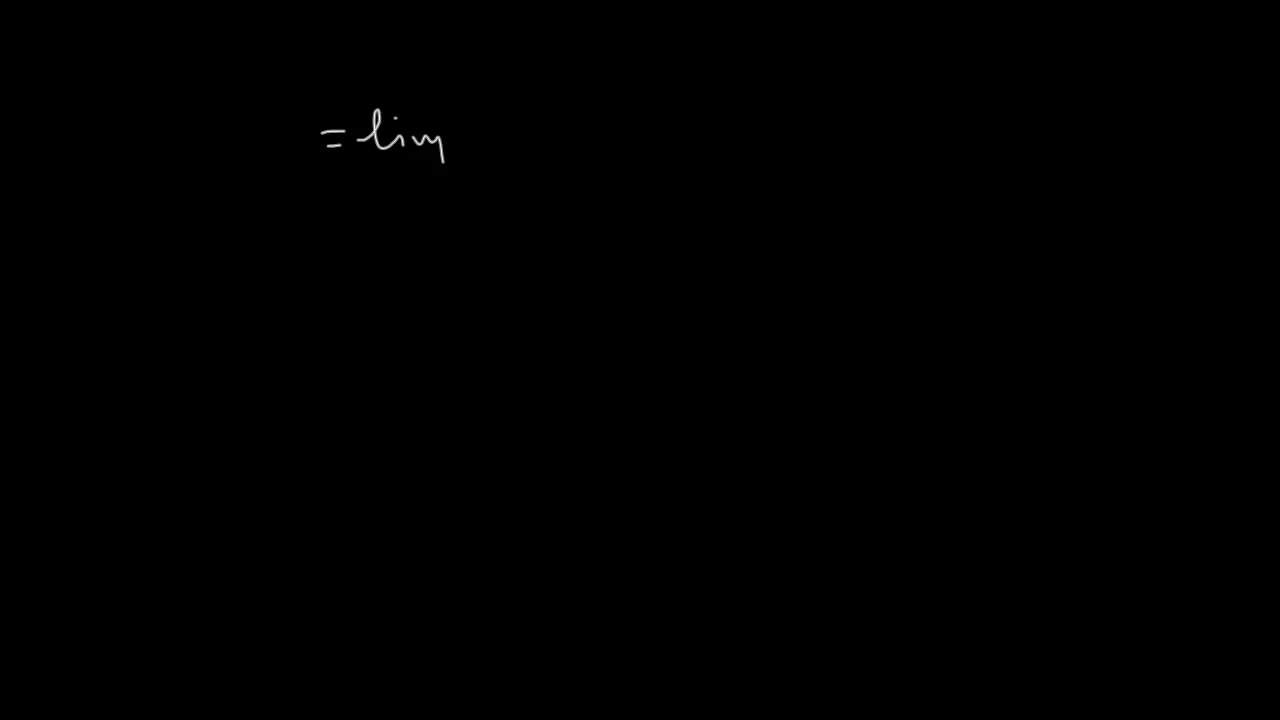 = lim